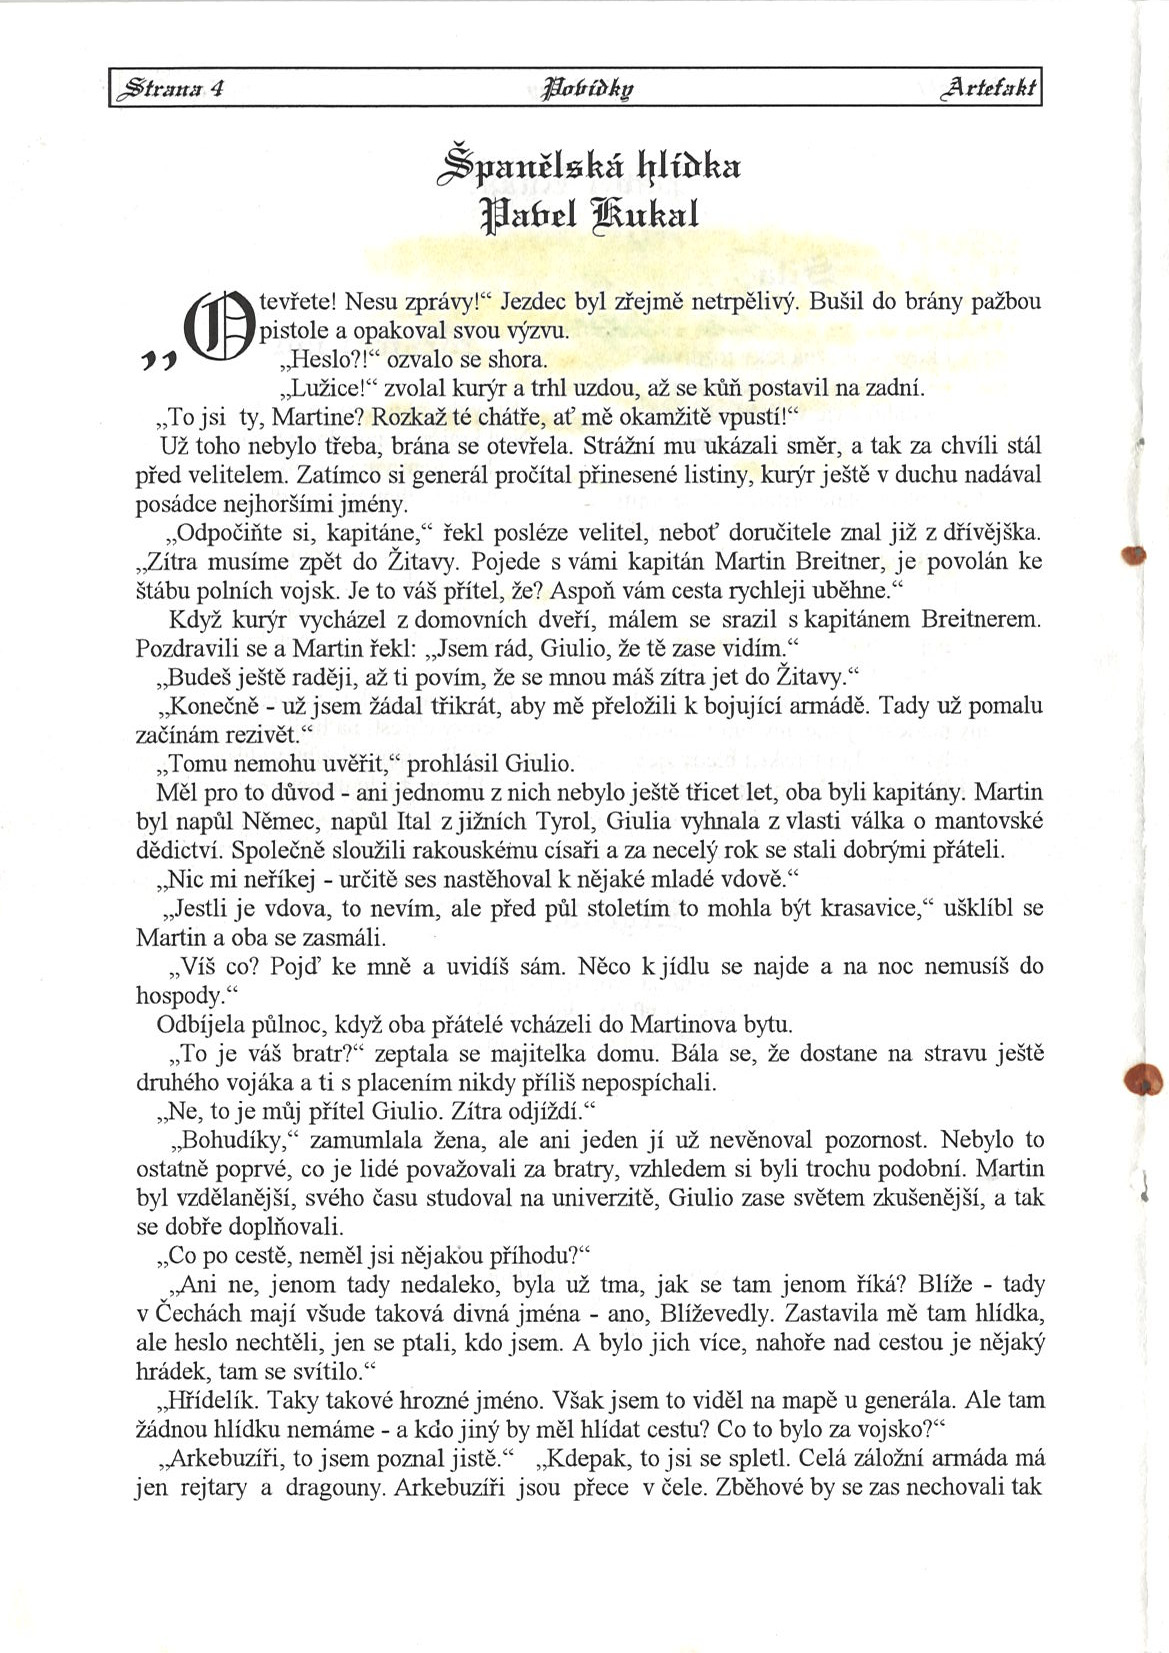 Strana 4 Povídky Artefakt
Španělská hlídka
Pavel Kukal
„Otevřete! Nesu zprávy!“ Jezdec byl zřejmě netrpělivý. Bušil do brány pažbou
pistole a opakoval svou výzvu.
„Heslo?!“ ozvalo se shora.
„Lužice!“ zvolal kurýr a trhl uzdou, až se kůň postavil na zadní.
„To jsi ty, Martine? Rozkaž té chátře, ať mě okamžitě vpustí!“
Už toho nebylo třeba, brána se otevřela. Strážní mu ukázali směr, a tak za chvíli stál
před velitelem. Zatímco si generál pročítal přinesené listiny, kurýr ještě v duchu nadával
posádce nejhoršími jmény.
„Odpočiňte si, kapitáne,“ řekl posléze velitel, neboť doručitele znal již z dřívějška.
„Zítra musíme zpět do Žitavy. Pojede s vámi kapitán Martin Breitner, je povolán ke
štábu polních vojsk. Je to váš přítel, že? Aspoň vám cesta rychleji uběhne.“
Když kurýr vycházel z domovních dveří, málem se srazil s kapitánem Breitnerem.
Pozdravili se a Martin řekl: „Jsem rád, Giulio, že tě zase vidím.“
„Budeš ještě raději, až ti povím, že se mnou máš zítra jet do Žitavy.“
„Konečně - už jsem žádal třikrát, aby mě přeložili k bojující armádě. Tady už pomalu
začínám rezivět.“
„Tomu nemohu uvěřit,“ prohlásil Giulio.
Měl pro to důvod - ani jednomu z nich nebylo ještě třicet let, oba byli kapitány. Martin
byl napůl Němec, napůl Ital z jižních Tyrol, Giulia vyhnala z vlasti válka o mantovské
dědictví. Společně sloužili rakouskému císaři a za necelý rok se stali dobrými přáteli.
„Nic mi neříkej - určitě ses nastěhoval k nějaké mladé vdově.“
„Jestli je vdova, to nevím, ale před půl stoletím to mohla být krasavice,“ ušklíbl se
Martin a oba se zasmáli.
„Víš co? Pojď ke mně a uvidíš sám. Něco k jídlu se najde a na noc nemusíš do
hospody.“
Odbíjela půlnoc, když oba přátelé vcházeli do Martinova bytu.
„To je váš bratr?“ zeptala se majitelka domu. Bála se, že dostane na stravu ještě
druhého vojáka a ti s placením nikdy příliš nepospíchali.
„Ne, to je můj přítel Giulio. Zítra odjíždí.“
„Bohudíky,“ zamumlala žena, ale ani jeden jí už nevěnoval pozornost. Nebylo to
ostatně poprvé, co je lidé považovali za bratry, vzhledem si byli trochu podobní. Martin
byl vzdělanější, svého času studoval na univerzitě, Giulio zase světem zkušenější, a tak
se dobře doplňovali.
„Co po cestě, neměl jsi nějakou příhodu?“
„Ani ne, jenom tady nedaleko, byla už tma, jak se tam jenom říká? Blíže - tady
v Čechách mají všude taková divná jména - ano, Blíževedly. Zastavila mě tam hlídka,
ale heslo nechtěli, jen se ptali, kdo jsem. A bylo jich více, nahoře nad cestou je nějaký
hrádek, tam se svítilo.“
„Hřídelík. Taky takové hrozné jméno. Však jsem to viděl na mapě u generála. Ale tam
žádnou hlídku nemáme - a kdo jiný by měl hlídat cestu? Co to bylo za vojsko?“
„Arkebuzíři, to jsem poznal jistě.“ „Kdepak, to jsi se spletl. Celá záložní armáda má
jen rejtary a dragouny. Arkebuzíři jsou přece v čele. Zběhové by se zas nechovali tak